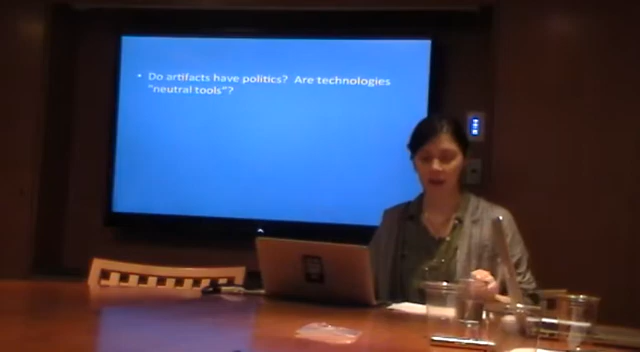 • Do artifacts have politics?  Are technologies
"neutral tools"?